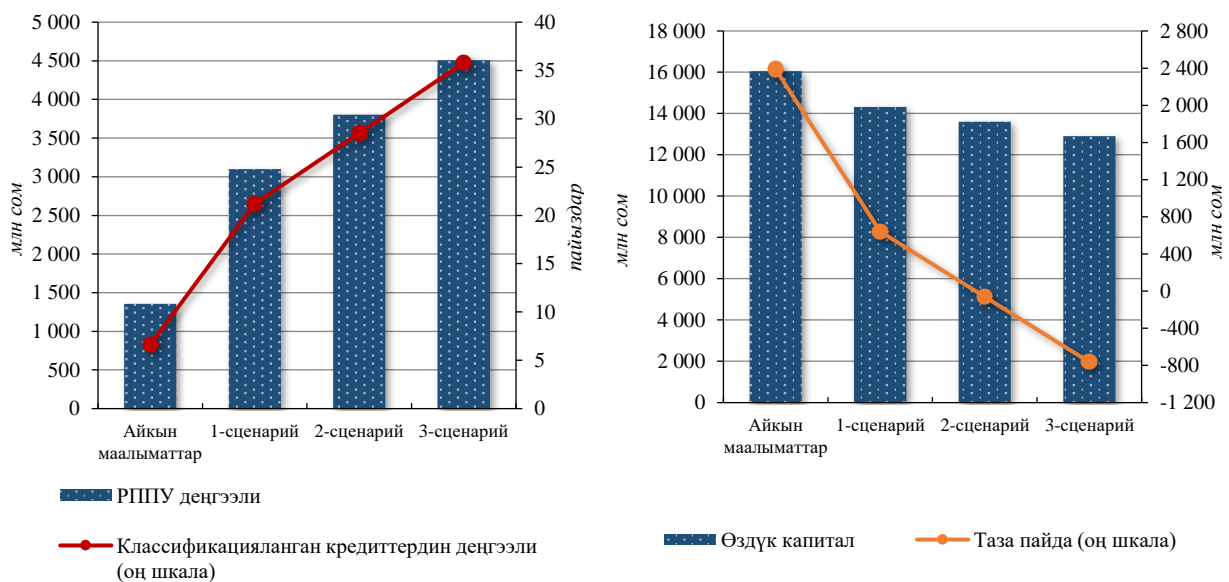 5 000
4 500
4 000
3 500
3 000
2 500
2 000
1 500
1 000
500
0
млн сом
40
35
30
25
20
15
10
5
0
пайыздар
Айкын
маалыматтар
1-сценарий
2-сценарий
3-сценарий
РППУ деңгээли
Классификацияланган кредиттердин деңгээли
(оң шкала)
18 000
16 000
14 000
12 000
10 000
8 000
6 000
4 000
2 000
0
млн сом
2 800
2 400
2 000
1 600
1 200
800
400
0
-400
-800
-1 200
млн сом
Айкын
маалыматтар
1-сценарий
2-сценарий
3-сценарий
Өздүк капитал
Таза пайда (оң шкала)